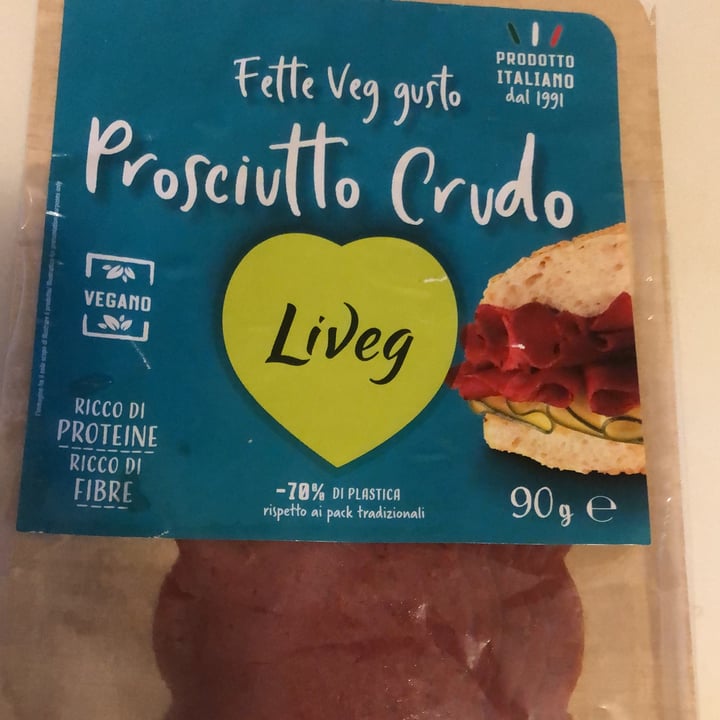 PRODOTTO
ITALIANO
dal 1991
Fette Veg gusto
Prosciutto Crudo
VEGANO
LiVeg
RICCO DI
PROTEINE
RICCO DI
FIBRE
-70% DI PLASTICA
rispetto ai pack tradizionali
90g e